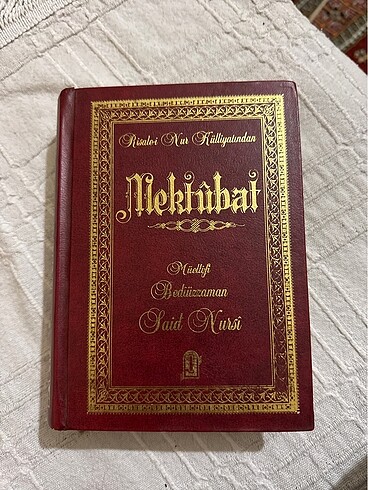 Risale-i Nur Külliyatından
Mektûbat
Müellifi
Bediüzzaman
Said Nursî